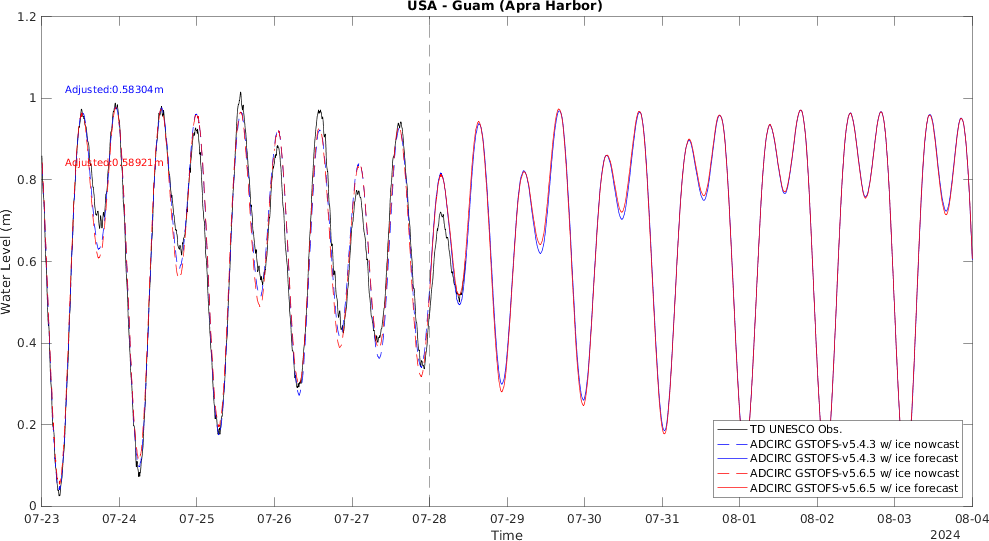 USA - Guam (Apra Harbor)
1.2
1
0.8
0.6
0.4
0.2
0
Water Level (m)
Adjusted:0.58304m
Adjusted:0.58921m
TD UNESCO Obs.
ADCIRC GSTOFS-v5.4.3 w/ ice nowcast
ADCIRC GSTOFS-v5.4.3 w/ ice forecast
ADCIRC GSTOFS-v5.6.5 w/ ice nowcast
ADCIRC GSTOFS-v5.6.5 w/ ice forecast
07-23 07-24 07-25 07-26 07-27 07-28 07-29 07-30 07-31 08-01 08-02 08-03 08-04
Time
2024